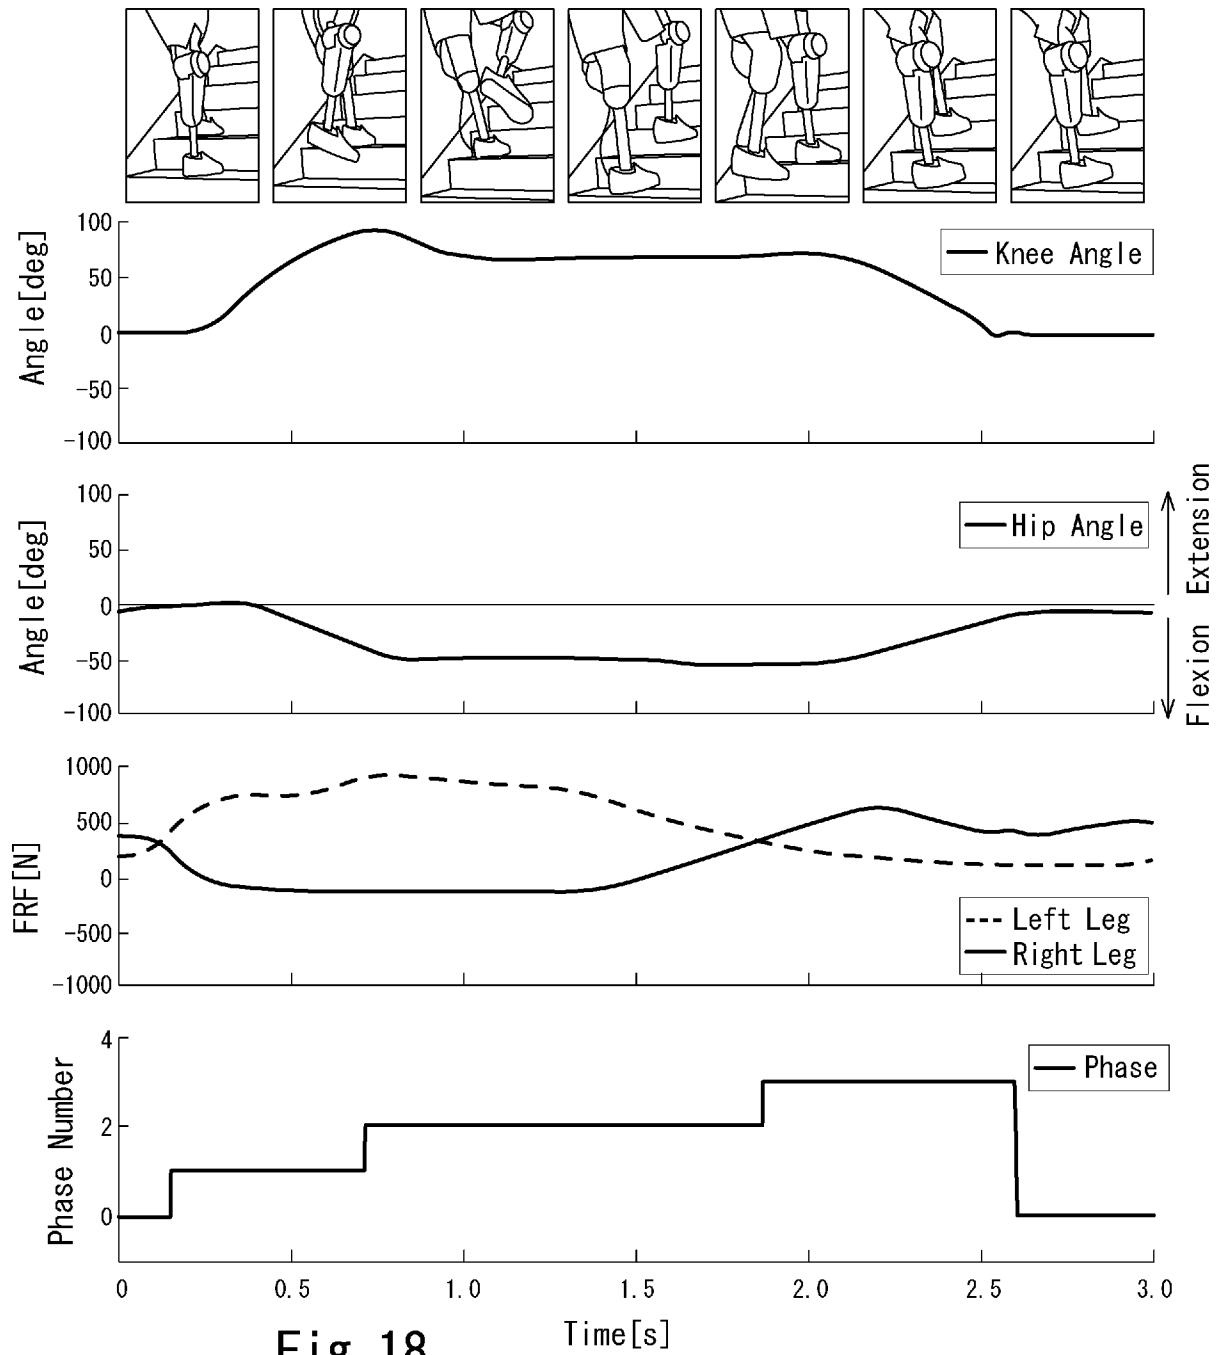 100
50
0
-50
-100
Angle[deg]
Knee Angle
100
50
0
-50
-100
Angle[deg]
Hip Angle
Extension
Flexion
1000
500
0
-500
-1000
FRF[N]
Left Leg
Right Leg
4
2
0
Phase Number
Phase
0 0.5 1.0 1.5 2.0 2.5 3.0
Time[s]
Fig. 18